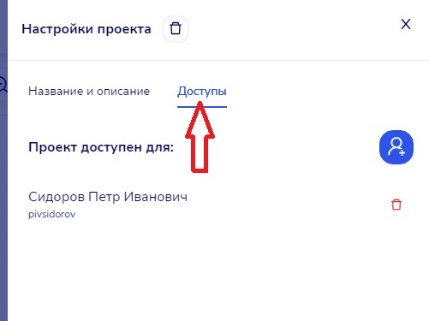 Настройки проекта
Название и описание Доступы
Проект доступен для:
Сидоров Петр Иванович
pivsidorov